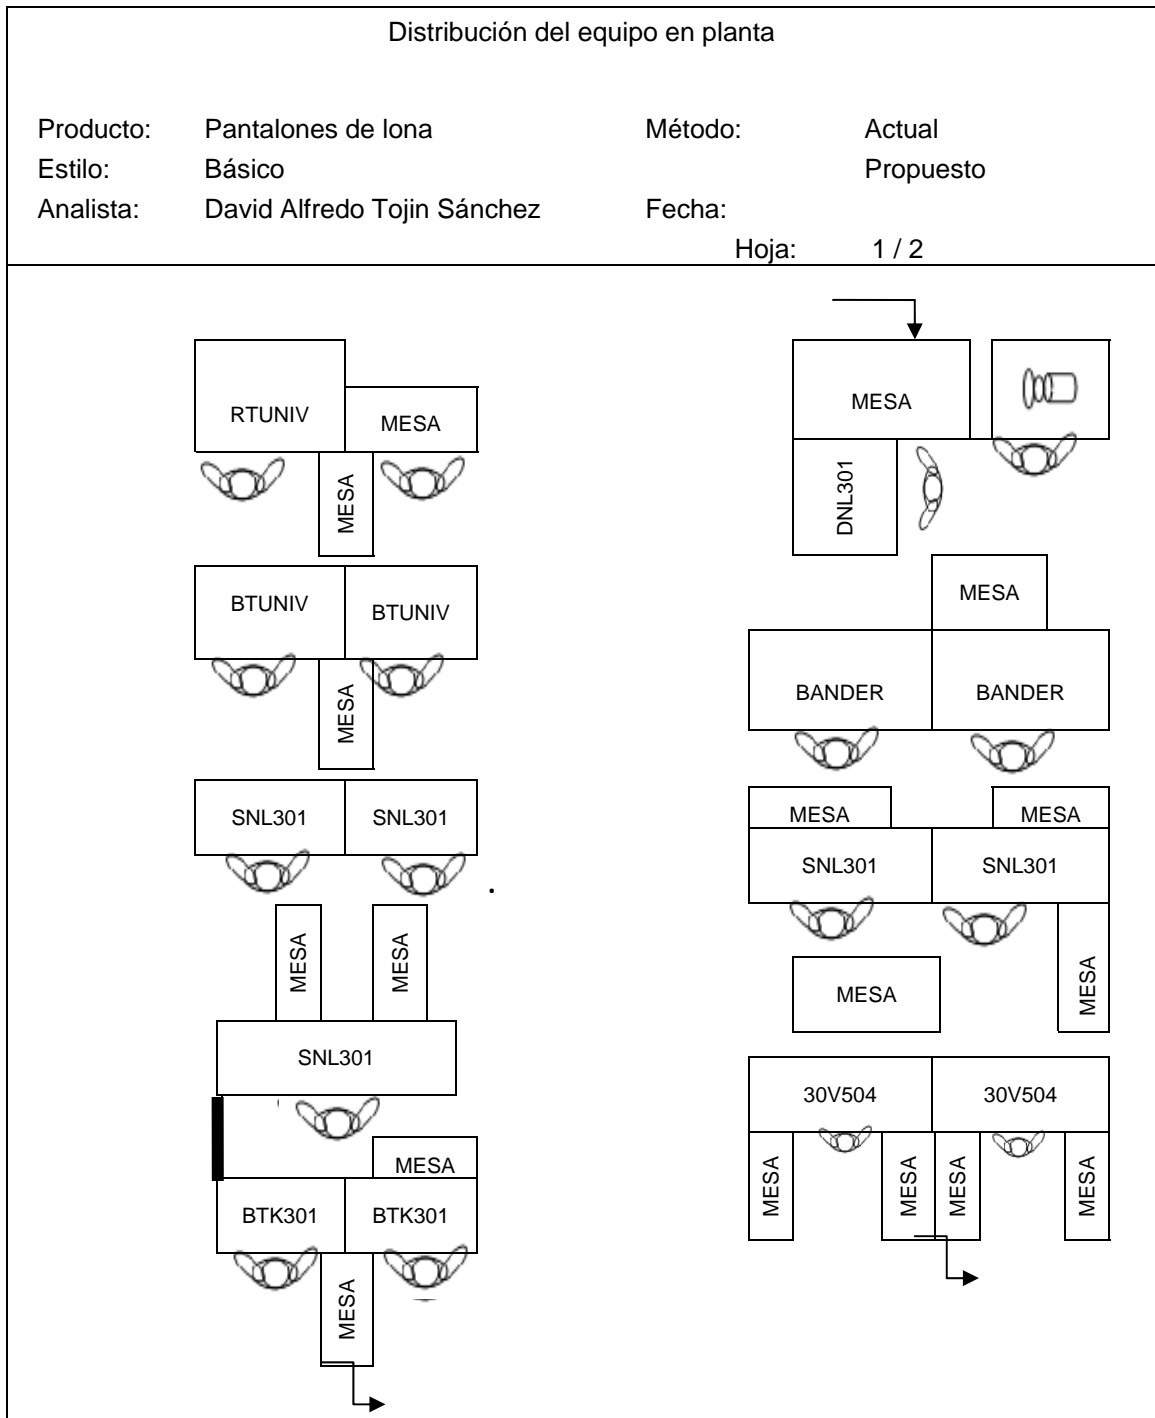 Distribución del equipo en planta
Producto: Pantalones de lona Método: Actual
Estilo: Básico Propuesto
Analista: David Alfredo Tojin Sánchez Fecha:
Hoja: 1 / 2
RTUNIV MESA
MESA
BTUNIV BTUNIV
MESA
SNL301 SNL301
MESA MESA
SNL301
MESA
BTK301 BTK301
MESA
MESA
DNL301
MESA
BANDER BANDER
MESA MESA
SNL301 SNL301
MESA MESA
30V504 30V504
MESA MESA MESA MESA